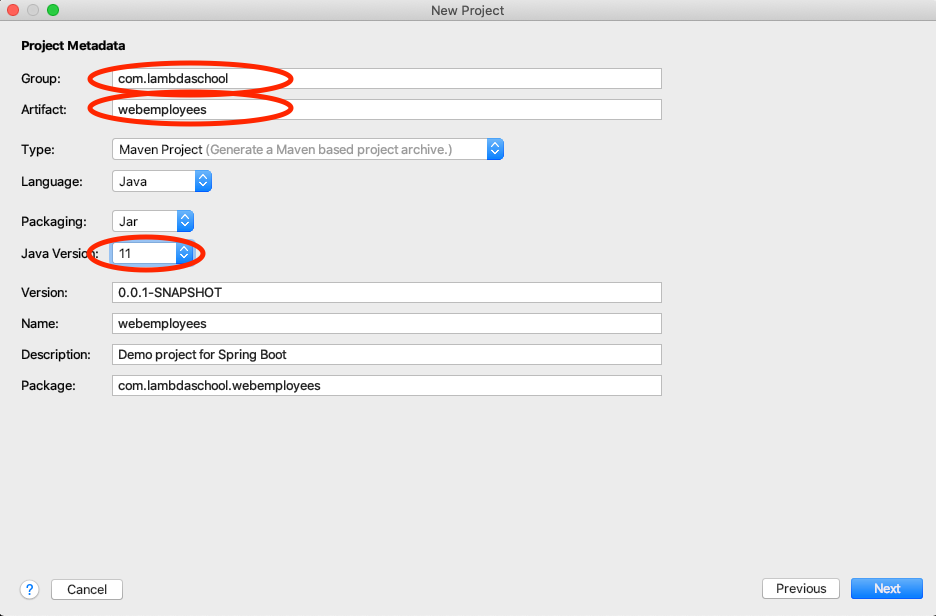 New Project
Project Metadata
Group: com.lambdaschool
Artifact: webemployees
Type: Maven Project (Generate a Maven based project archive.)
Language: Java
Packaging: Jar
Java Version: 11
Version: 0.0.1-SNAPSHOT
Name: webemployees
Description: Demo project for Spring Boot
Package: com.lambdaschool.webemployees
? Cancel Previous Next